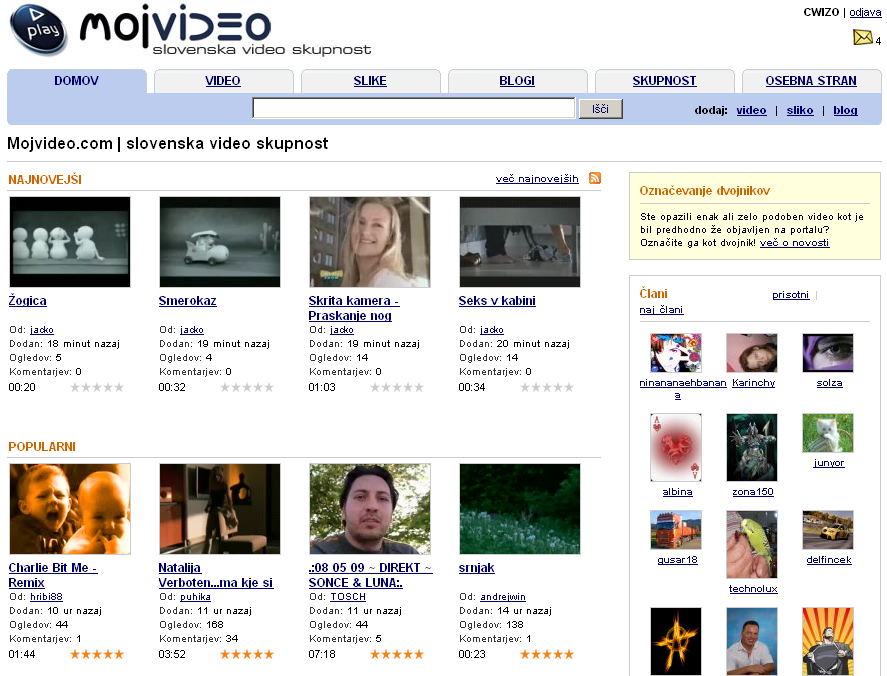 play mojvideo
slovenska video skupnost
CWIZO | odjava
4
DOMOV VIDEO SLIKE BLOGI SKUPNOST OSEBNA STRAN
Išči dodaj: video | sliko | blog
Mojvideo.com | slovenska video skupnost
NAJNOVEJŠI več najnovejših
Žogica
Od: jacko
Dodan: 18 minut nazaj
Ogledov: 5
Komentarjev: 0
00:20
Smerokaz
Od: jacko
Dodan: 19 minut nazaj
Ogledov: 4
Komentarjev: 0
00:32
Skrita kamera -
Praskanje nog
Od: jacko
Dodan: 19 minut nazaj
Ogledov: 14
Komentarjev: 0
01:03
Seks v kabini
Od: jacko
Dodan: 20 minut nazaj
Ogledov: 14
Komentarjev: 0
00:34
POPULARNI
Charlie Bit Me -
Remix
Od: hribi88
Dodan: 10 ur nazaj
Ogledov: 44
Komentarjev: 1
01:44
Natalija
Verboten...ma kje si
Od: puhika
Dodan: 11 ur nazaj
Ogledov: 168
Komentarjev: 34
03:52
.:08 05 09 ~ DIREKT ~
SONCE & LUNA:.
Od: TOSCH
Dodan: 11 ur nazaj
Ogledov: 44
Komentarjev: 5
07:18
srnjak
Od: andrejwin
Dodan: 14 ur nazaj
Ogledov: 138
Komentarjev: 1
00:23
Označevanje dvojnikov
Ste opazili enak ali zelo podoben video kot je
bil predhodno že objavljen na portalu?
Označite ga kot dvojnik! več o novosti
Člani prisotni |
naj člani
ninananaehbanan
a
Karinchy
solza
albina
zona150
junyor
gusar18
technolux
delfincek